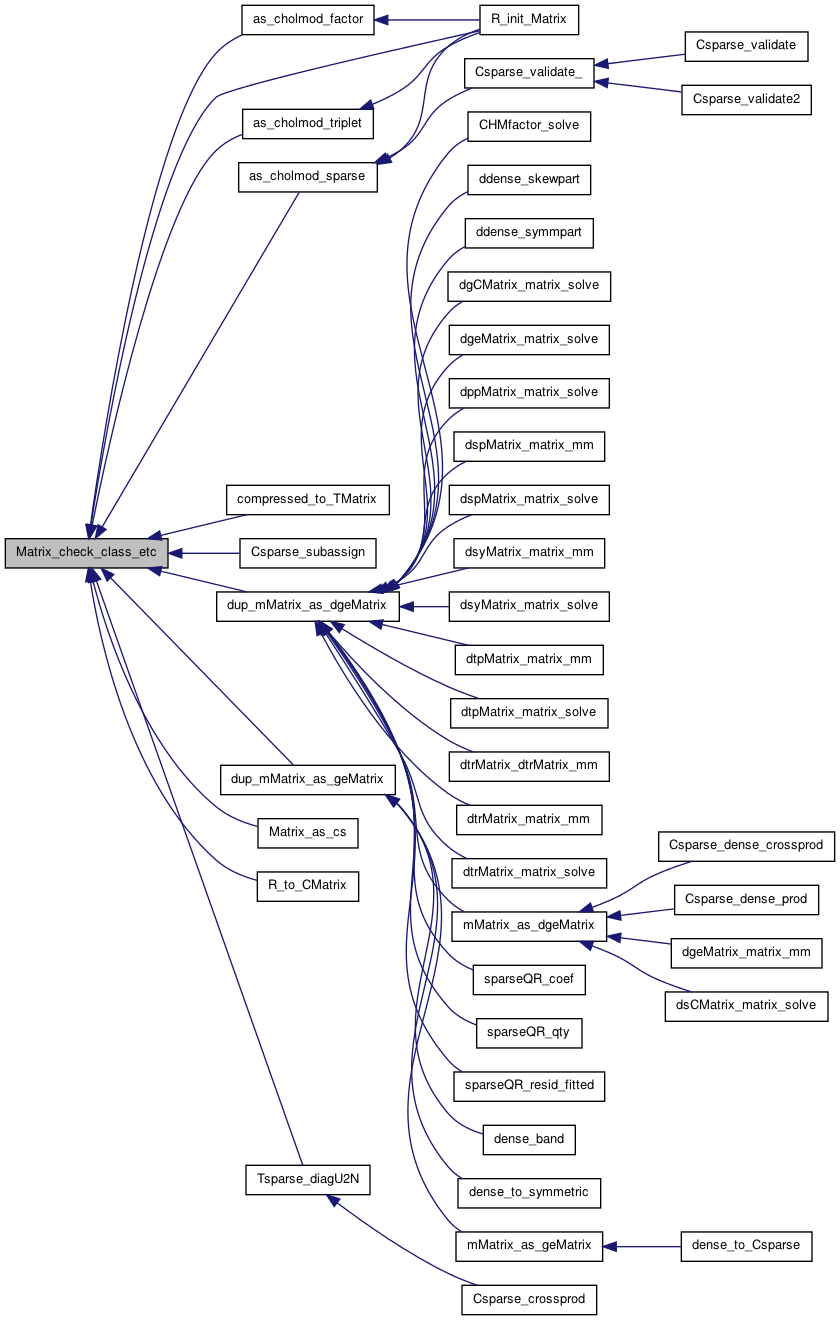 as_cholmod_factor
R_init_Matrix
Csparse_validate
Csparse_validate_
Csparse_validate2
as_cholmod_triplet
CHMfactor_solve
as_cholmod_sparse
ddense_skewpart
ddense_symmpart
dgCMatrix_matrix_solve
dgeMatrix_matrix_solve
dppMatrix_matrix_solve
dspMatrix_matrix_mm
compressed_to_TMatrix
dspMatrix_matrix_solve
Matrix_check_class_etc
Csparse_subassign
dsyMatrix_matrix_mm
dup_mMatrix_as_dgeMatrix
dsyMatrix_matrix_solve
dtpMatrix_matrix_mm
dtpMatrix_matrix_solve
dtrMatrix_dtrMatrix_mm
dup_mMatrix_as_geMatrix
dtrMatrix_matrix_mm
Matrix_as_cs
Csparse_dense_crossprod
dtrMatrix_matrix_solve
R_to_CMatrix
Csparse_dense_prod
mMatrix_as_dgeMatrix
dgeMatrix_matrix_mm
sparseQR_coef
dsCMatrix_matrix_solve
sparseQR_qty
sparseQR_resid_fitted
dense_band
Tsparse_diagU2N
dense_to_symmetric
mMatrix_as_geMatrix
dense_to_Csparse
Csparse_crossprod